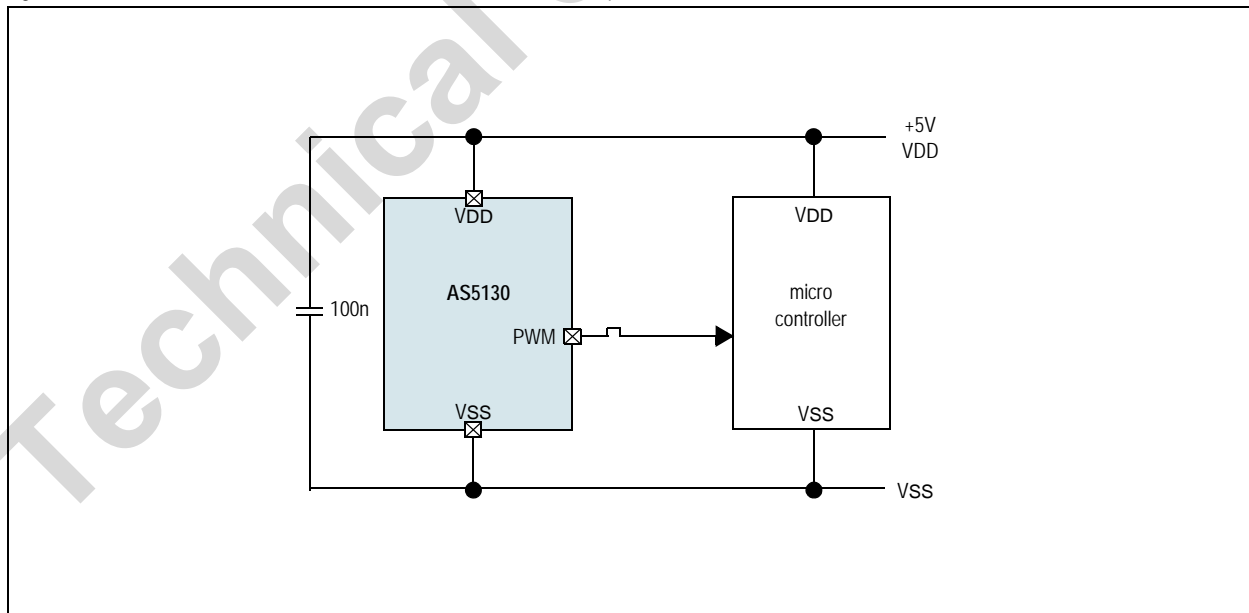 Technical
+5V
VDD
VDD
VDD
AS5130
micro
controller
100n
PWM
VSS
VSS
VSS